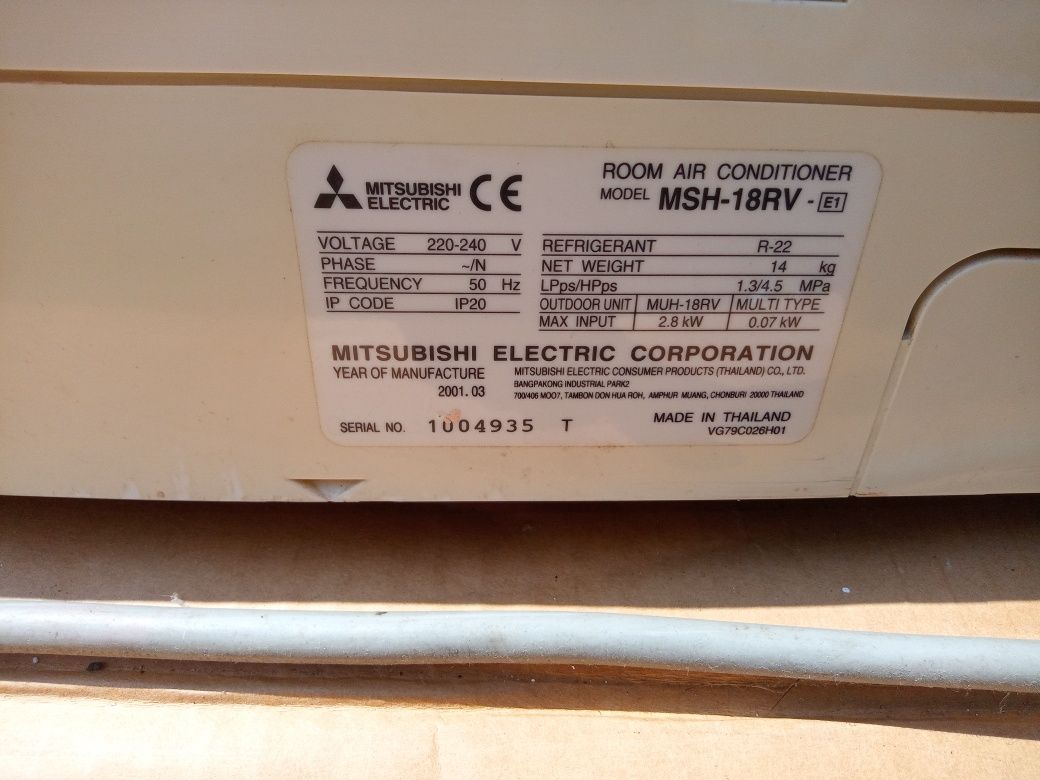 MITSUBISHI ELECTRIC CE
ROOM AIR CONDITIONER
MODEL MSH-18RV - E1
VOLTAGE 220-240 V
PHASE ~/N
FREQUENCY 50 Hz
IP CODE IP20
REFRIGERANT R-22
NET WEIGHT 14 kg
LPps/HPps 1.3/4.5 MPa
OUTDOOR UNIT MUH-18RV MULTI TYPE
MAX INPUT 2.8 kW 0.07 kW
MITSUBISHI ELECTRIC CORPORATION
YEAR OF MANUFACTURE 2001.03
MITSUBISHI ELECTRIC CONSUMER PRODUCTS (THAILAND) CO., LTD.
BANGPAKONG INDUSTRIAL PARK2
700/406 MOO7, TAMBON DON HUA ROH, AMPHUR MUANG, CHONBURI 20000 THAILAND
SERIAL NO. 1004935 T
MADE IN THAILAND
VG79C026H01